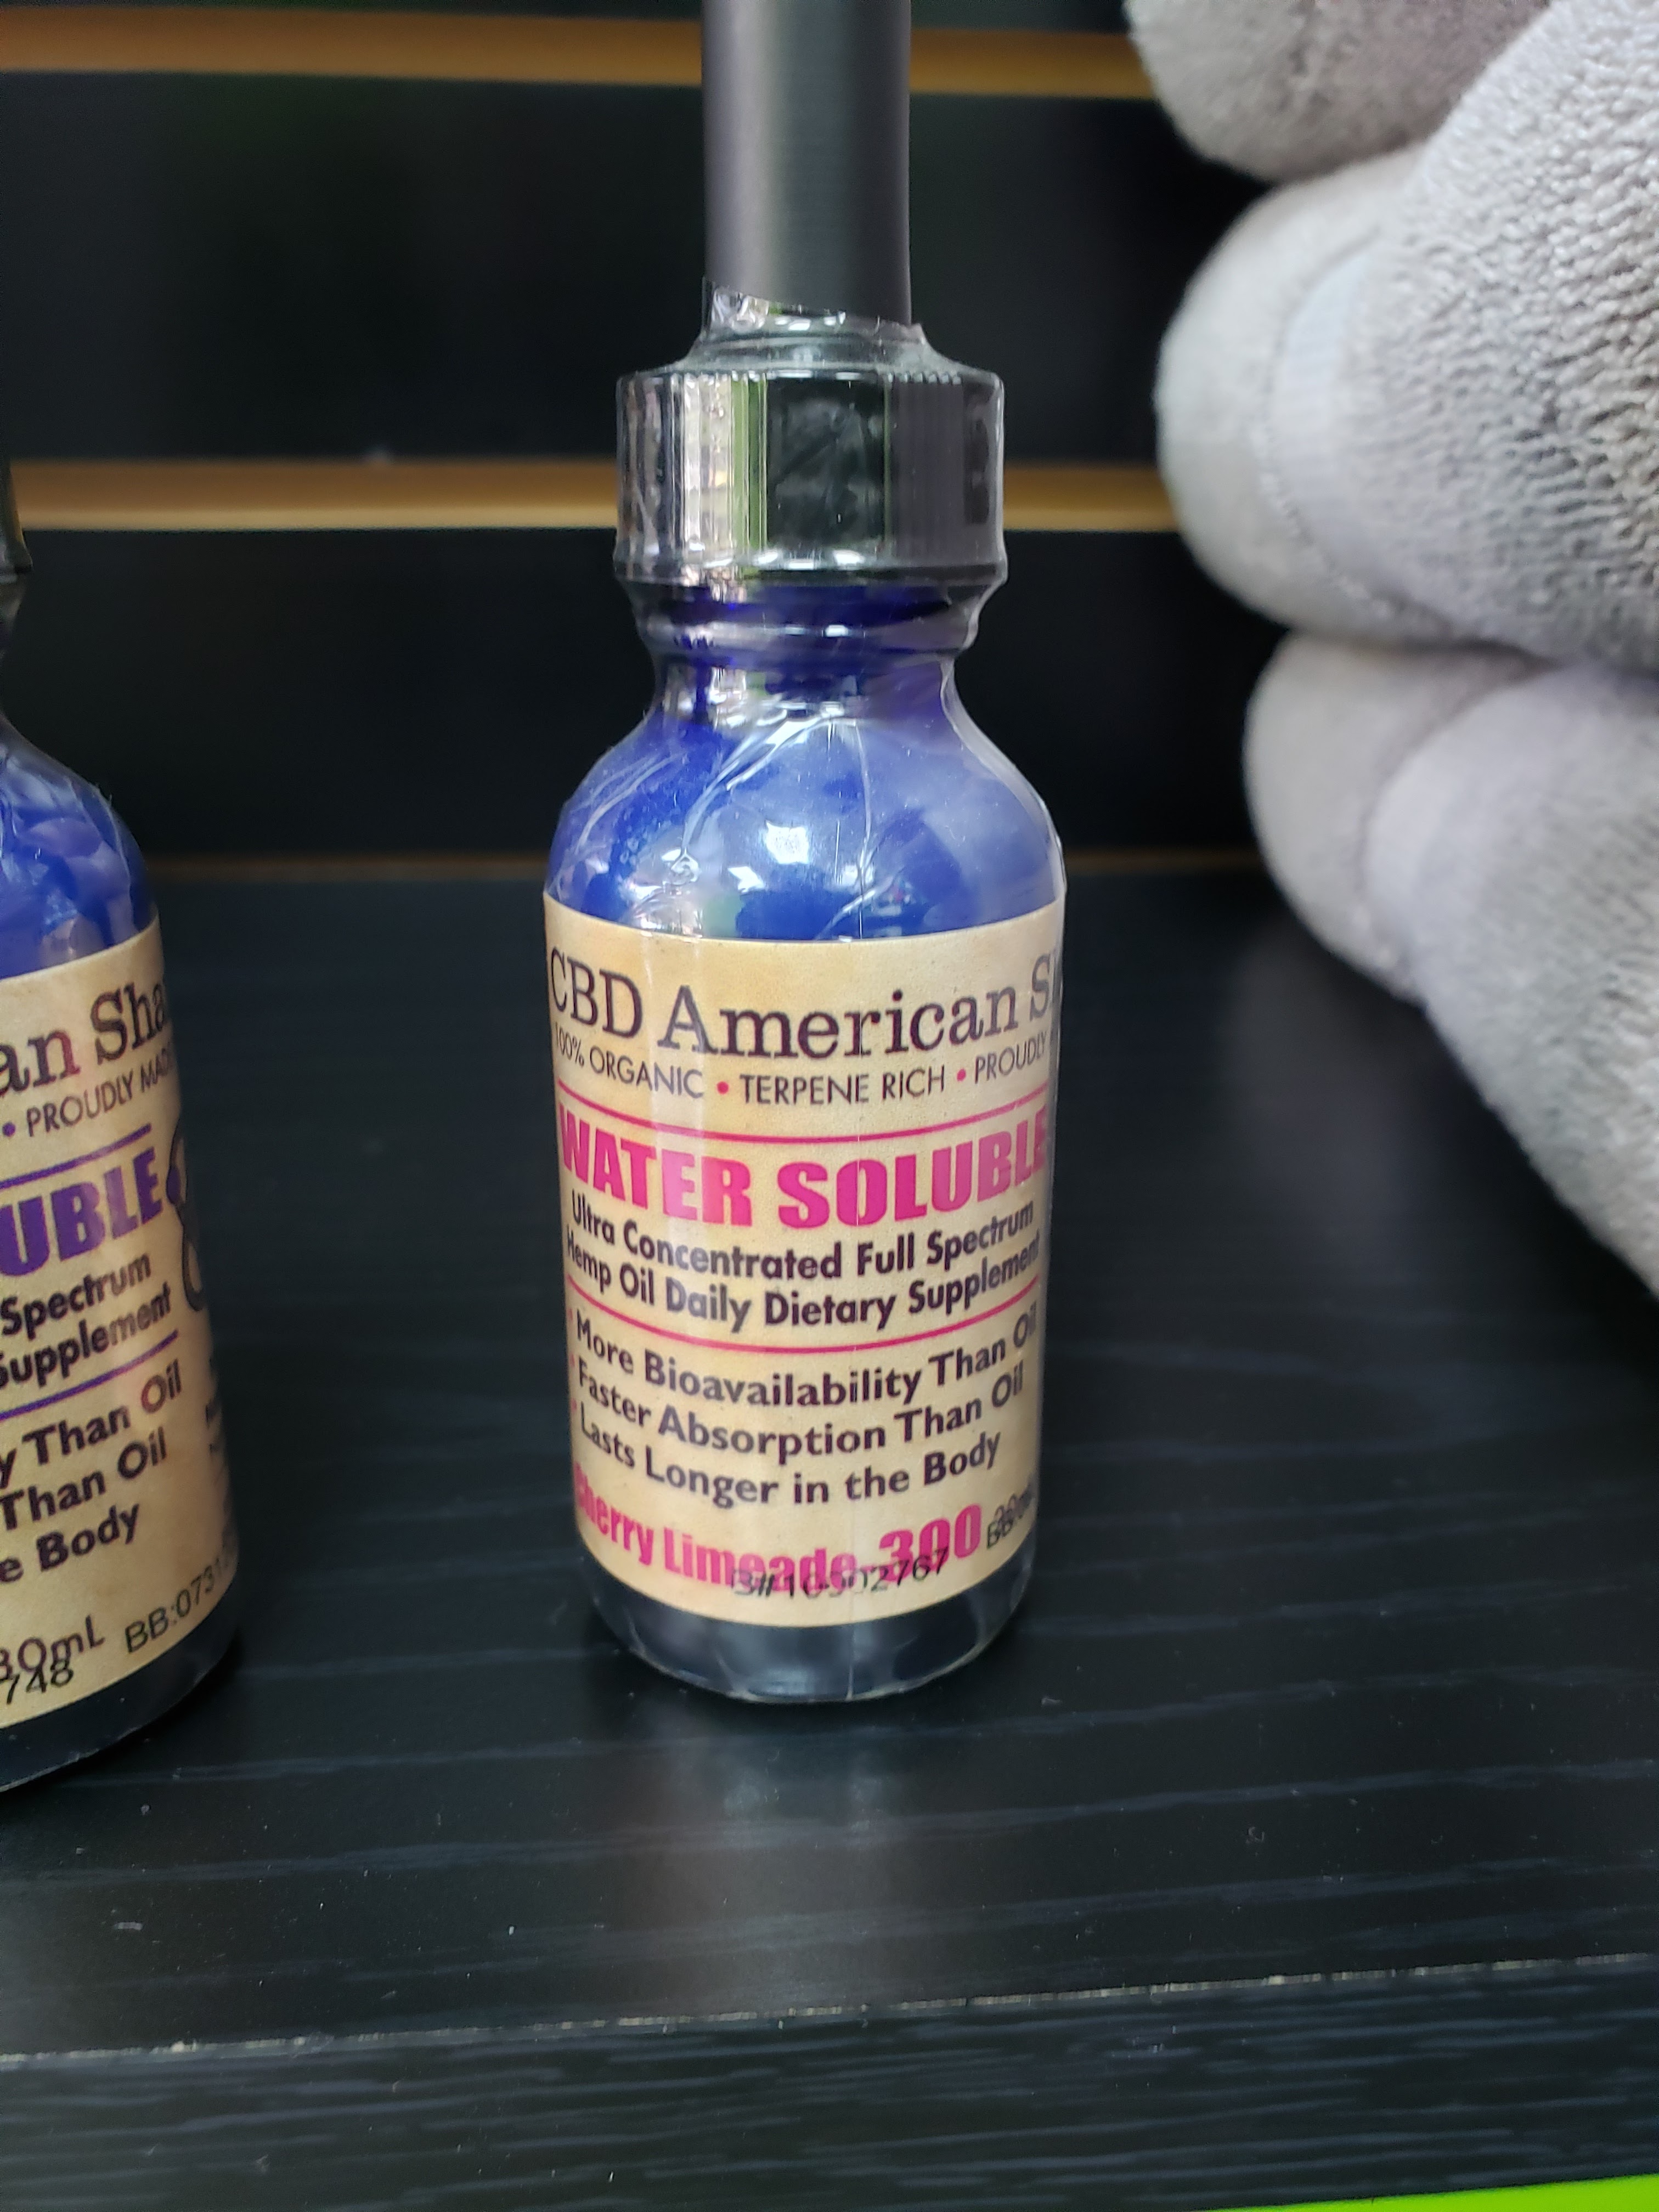 CBD American
100% ORGANIC • TERPENE RICH • PROUDLY
WATER SOLUBLE
Ultra Concentrated Full Spectrum
Hemp Oil Daily Dietary Supplement
• More Bioavailability Than Oil
• Faster Absorption Than Oil
• Lasts Longer in the Body
Cherry Limeade-300
an Sha
• PROUDLY MAD
UBLE
Spectrum
Supplement
y Than Oil
Than Oil
e Body
30mL BB:0731
748